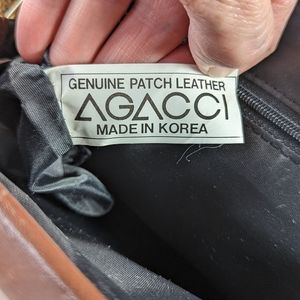 GENUINE PATCH LEATHER
AGACCI
MADE IN KOREA